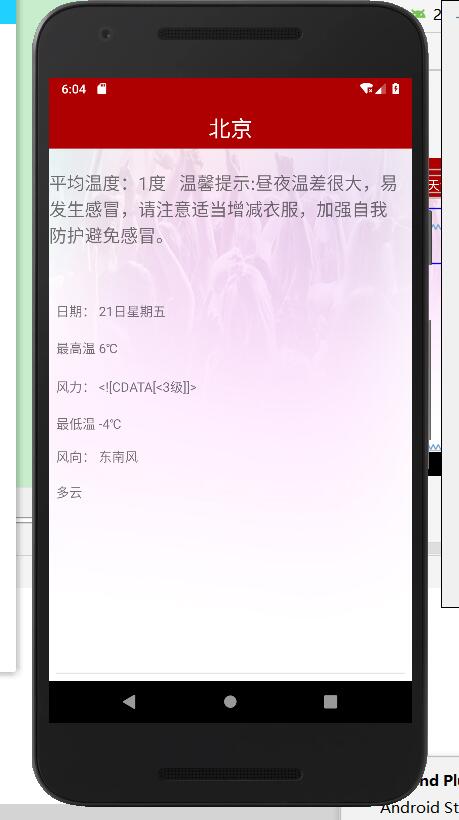 2
6:04
北京
天
平均温度：1度 温馨提示:昼夜温差很大，易
发生感冒，请注意适当增减衣服，加强自我
防护避免感冒。
日期： 21日星期五
最高温 6℃
风力： <![CDATA[<3级]]>
最低温 -4℃
风向： 东南风
多云
nd Plu
Android St